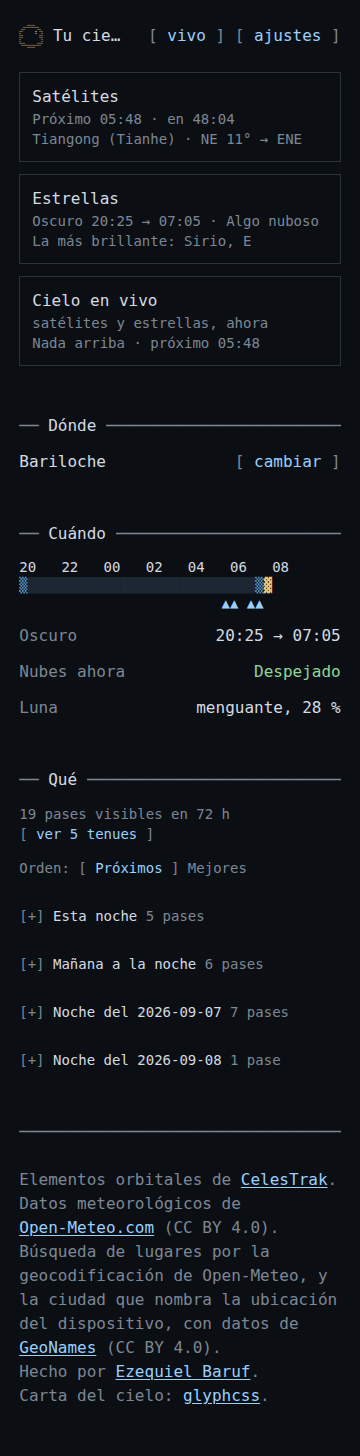 Tu cie… [ vivo ] [ ajustes ]
Satélites
Próximo 05:48 · en 48:04
Tiangong (Tianhe) · NE 11° → ENE
Estrellas
Oscuro 20:25 → 07:05 · Algo nuboso
La más brillante: Sirio, E
Cielo en vivo
satélites y estrellas, ahora
Nada arriba · próximo 05:48
Dónde
Bariloche [ cambiar ]
Cuándo
20 22 00 02 04 06 08
▲▲ ▲▲
Oscuro 20:25 → 07:05
Nubes ahora Despejado
Luna menguante, 28 %
Qué
19 pases visibles en 72 h
[ ver 5 tenues ]
Orden: [ Próximos ] Mejores
[+] Esta noche 5 pases
[+] Mañana a la noche 6 pases
[+] Noche del 2026-09-07 7 pases
[+] Noche del 2026-09-08 1 pase
Elementos orbitales de CelesTrak.
Datos meteorológicos de
Open-Meteo.com (CC BY 4.0).
Búsqueda de lugares por la
geocodificación de Open-Meteo, y
la ciudad que nombra la ubicación
del dispositivo, con datos de
GeoNames (CC BY 4.0).
Hecho por Ezequiel Baruf.
Carta del cielo: glyphcss.